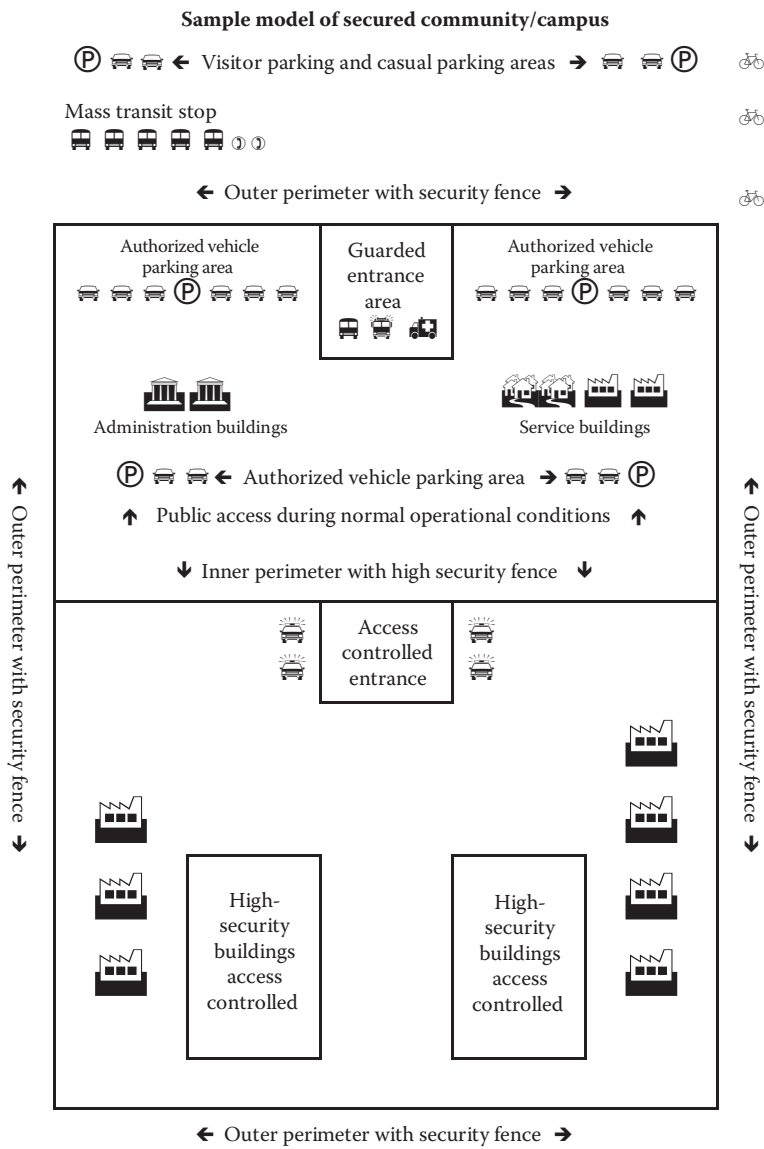 Sample model of secured community/campus
Ⓟ ← Visitor parking and casual parking areas → Ⓟ
Mass transit stop
← Outer perimeter with security fence →
Authorized vehicle
parking area
Ⓟ
Guarded
entrance
area
Authorized vehicle
parking area
Ⓟ
Administration buildings
Service buildings
Ⓟ ← Authorized vehicle parking area → Ⓟ
↑ Public access during normal operational conditions ↑
↓ Inner perimeter with high security fence ↓
← Outer perimeter with security fence →
← Outer perimeter with security fence →
Access
controlled
entrance
High-
security
buildings
access
controlled
High-
security
buildings
access
controlled
← Outer perimeter with security fence →